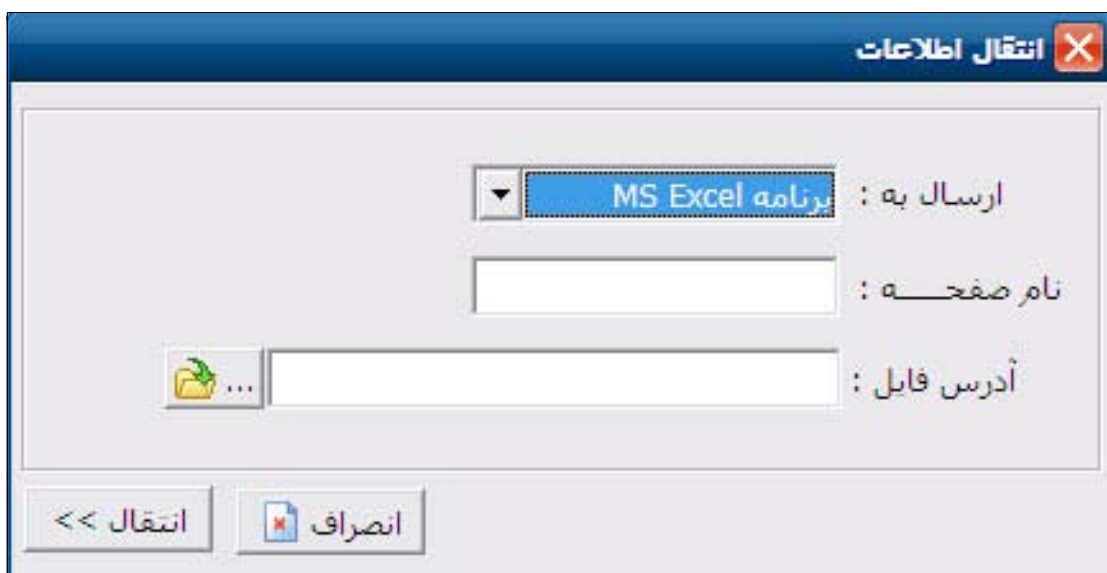 انتقال اطلاعات
ارسال به : برنامه MS Excel
نام صفحـــــه :
آدرس فایل : ...
انصراف
انتقال >>